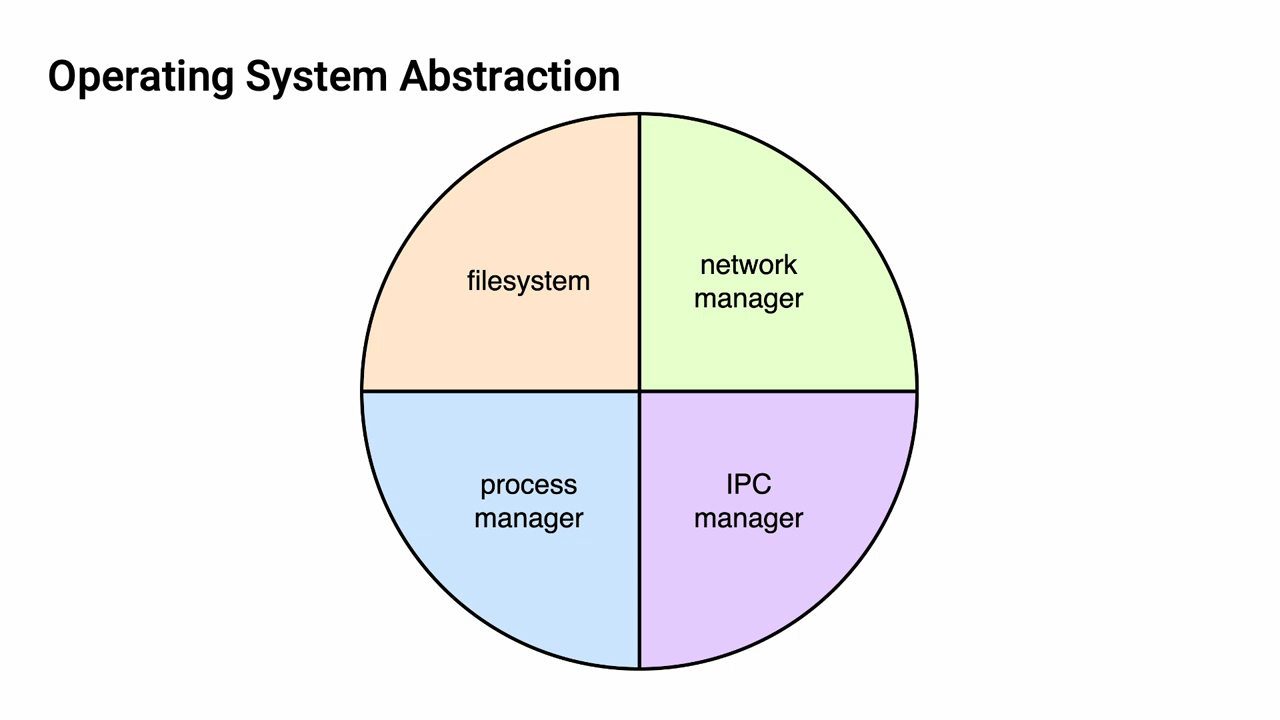 Operating System Abstraction
filesystem
network
manager
process
manager
IPC
manager